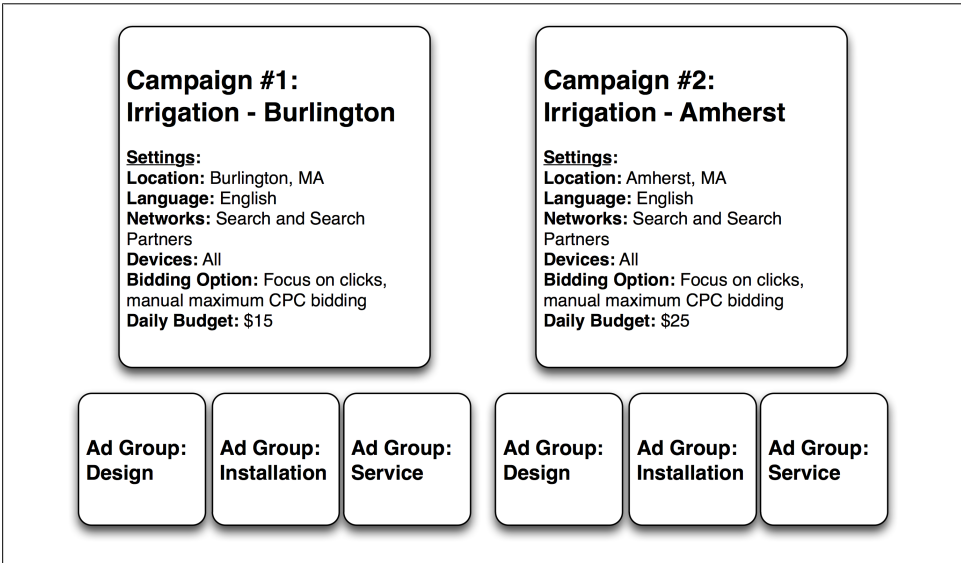 Campaign #1:
Irrigation - Burlington
Settings:
Location: Burlington, MA
Language: English
Networks: Search and Search
Partners
Devices: All
Bidding Option: Focus on clicks,
manual maximum CPC bidding
Daily Budget: $15
Campaign #2:
Irrigation - Amherst
Settings:
Location: Amherst, MA
Language: English
Networks: Search and Search
Partners
Devices: All
Bidding Option: Focus on clicks,
manual maximum CPC bidding
Daily Budget: $25
Ad Group:
Design
Ad Group:
Installation
Ad Group:
Service
Ad Group:
Design
Ad Group:
Installation
Ad Group:
Service